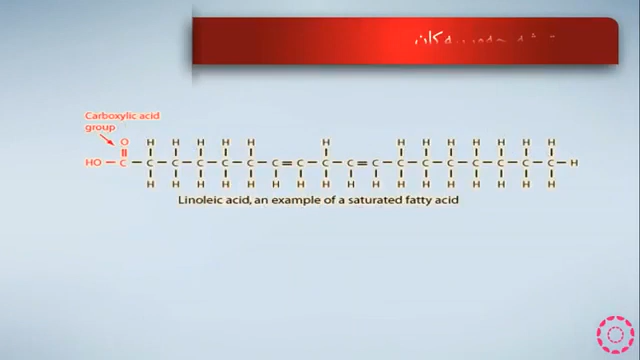 Carboxylic acid
group
O H H H H H H H H H H H H H
HO C C C C C C C C C C C C C C C C C C H
H H H H H H H H H H H H H H H H H
Linoleic acid, an example of a saturated fatty acid